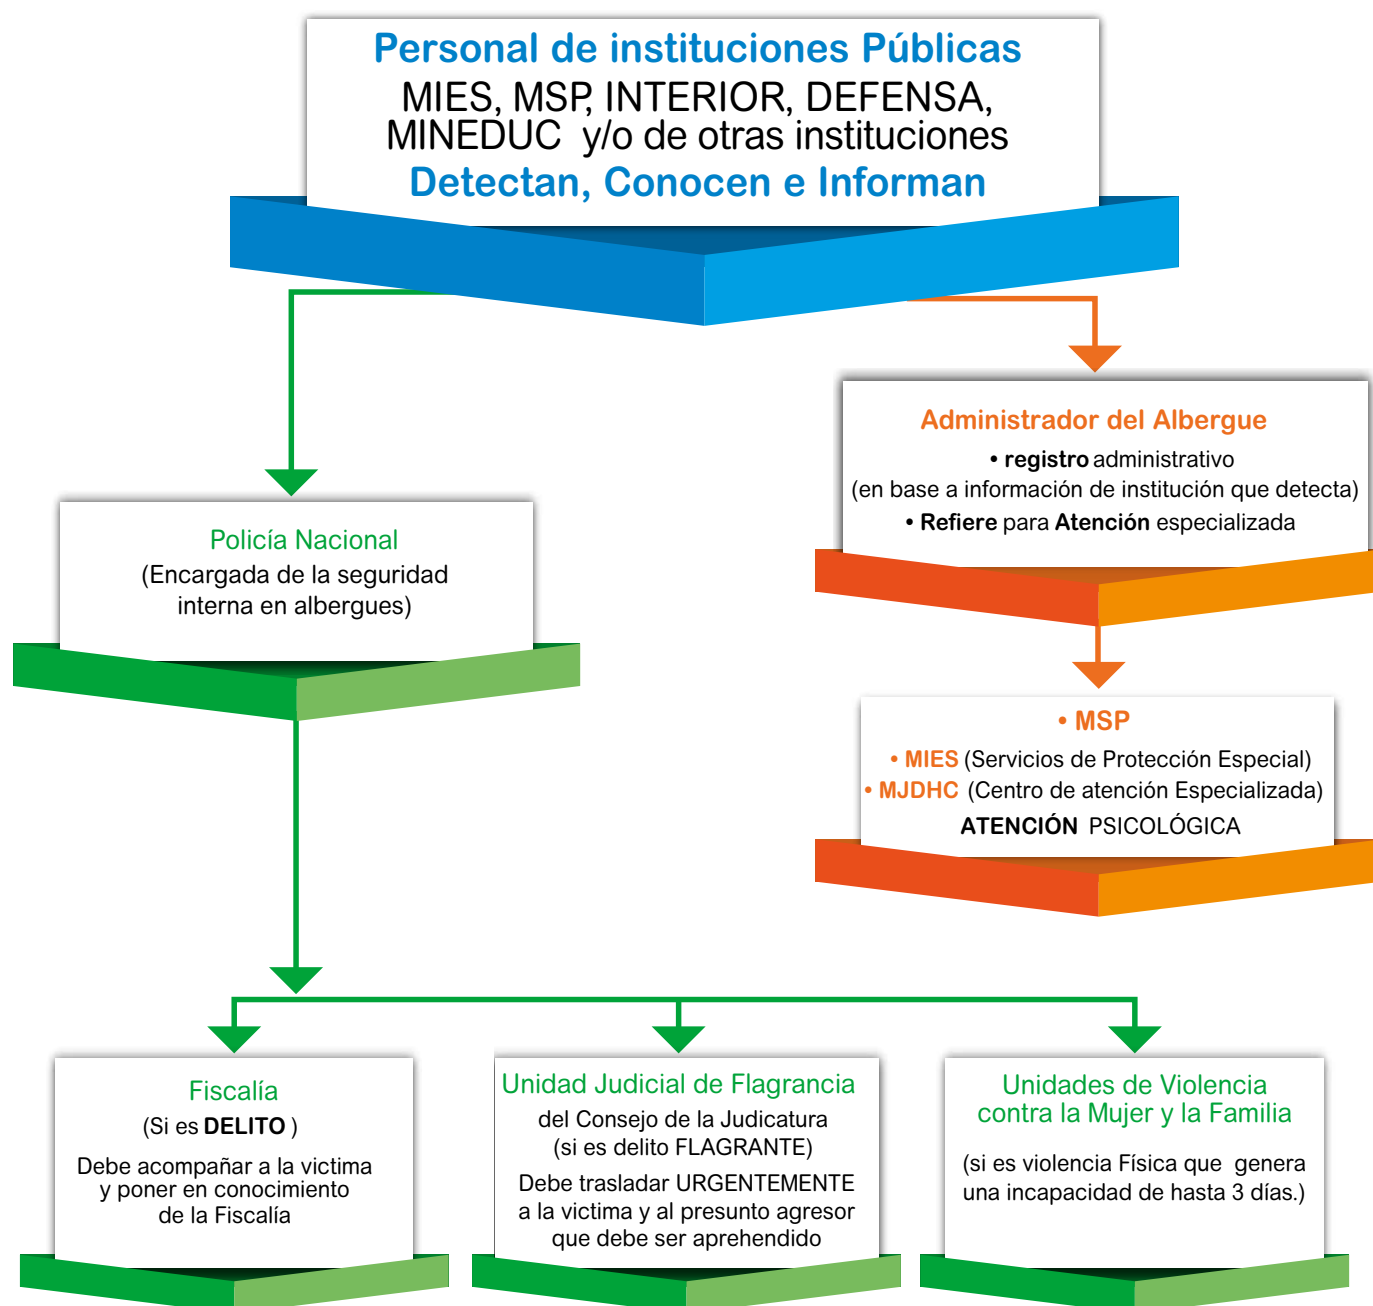 Personal de instituciones Públicas
MIES, MSP, INTERIOR, DEFENSA,
MINEDUC y/o de otras instituciones
Detectan, Conocen e Informan
Administrador del Albergue
• registro administrativo
(en base a información de institución que detecta)
• Refiere para Atención especializada
Policía Nacional
(Encargada de la seguridad
interna en albergues)
• MSP
• MIES (Servicios de Protección Especial)
• MJDHC (Centro de atención Especializada)
ATENCIÓN PSICOLÓGICA
Fiscalía
(Si es DELITO )
Debe acompañar a la victima
y poner en conocimiento
de la Fiscalía
Unidad Judicial de Flagrancia
del Consejo de la Judicatura
(si es delito FLAGRANTE)
Debe trasladar URGENTEMENTE
a la victima y al presunto agresor
que debe ser aprehendido
Unidades de Violencia
contra la Mujer y la Familia
(si es violencia Física que genera
una incapacidad de hasta 3 días.)